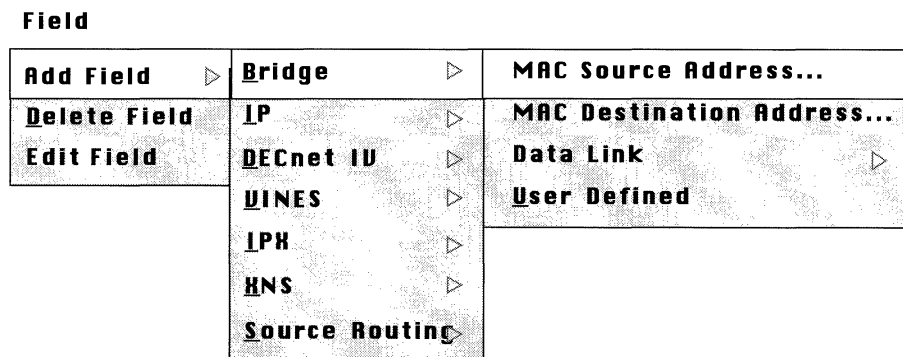 Field
Add Field
Delete Field
Edit Field
Bridge
IP
DECnet IV
VINES
IPX
XNS
Source Routing
MAC Source Address...
MAC Destination Address...
Data Link
User Defined